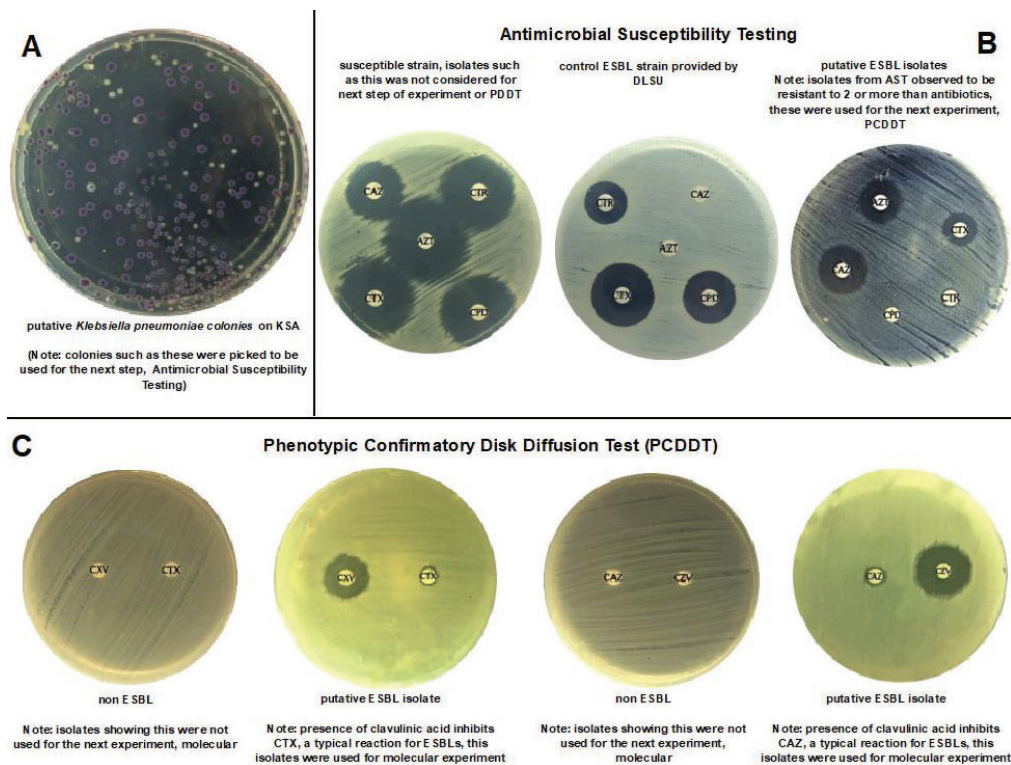 A
putative Klebsiella pneumoniae colonies on KSA
(Note: colonies such as these were picked to be
used for the next step, Antimicrobial Susceptibility
Testing)
Antimicrobial Susceptibility Testing
B
susceptible strain, isolates such
as this was not considered for
next step of experiment or PDDT
control ESBL strain provided by
DLSU
putative ESBL isolates
Note: isolates from AST observed to be
resistant to 2 or more than antibiotics,
these were used for the next experiment,
PCDDT
CAZ
CTR
AZT
CTX
CPD
CTR
CAZ
AZT
CTX
CPD
AZT
CTX
CAZ
CTR
CPD
C
Phenotypic Confirmatory Disk Diffusion Test (PCDDT)
CXV
CTX
non ESBL
Note: isolates showing this were not
used for the next experiment, molecular
CXV
CTX
putative ESBL isolate
Note: presence of clavulinic acid inhibits
CTX, a typical reaction for ESBLs, this
isolates were used for molecular experiment
CAZ
CZV
non ESBL
Note: isolates showing this were not
used for the next experiment,
molecular
CAZ
CZV
putative ESBL isolate
Note: presence of clavulinic acid inhibits
CAZ, a typical reaction for ESBLs, this
isolates were used for molecular experiment